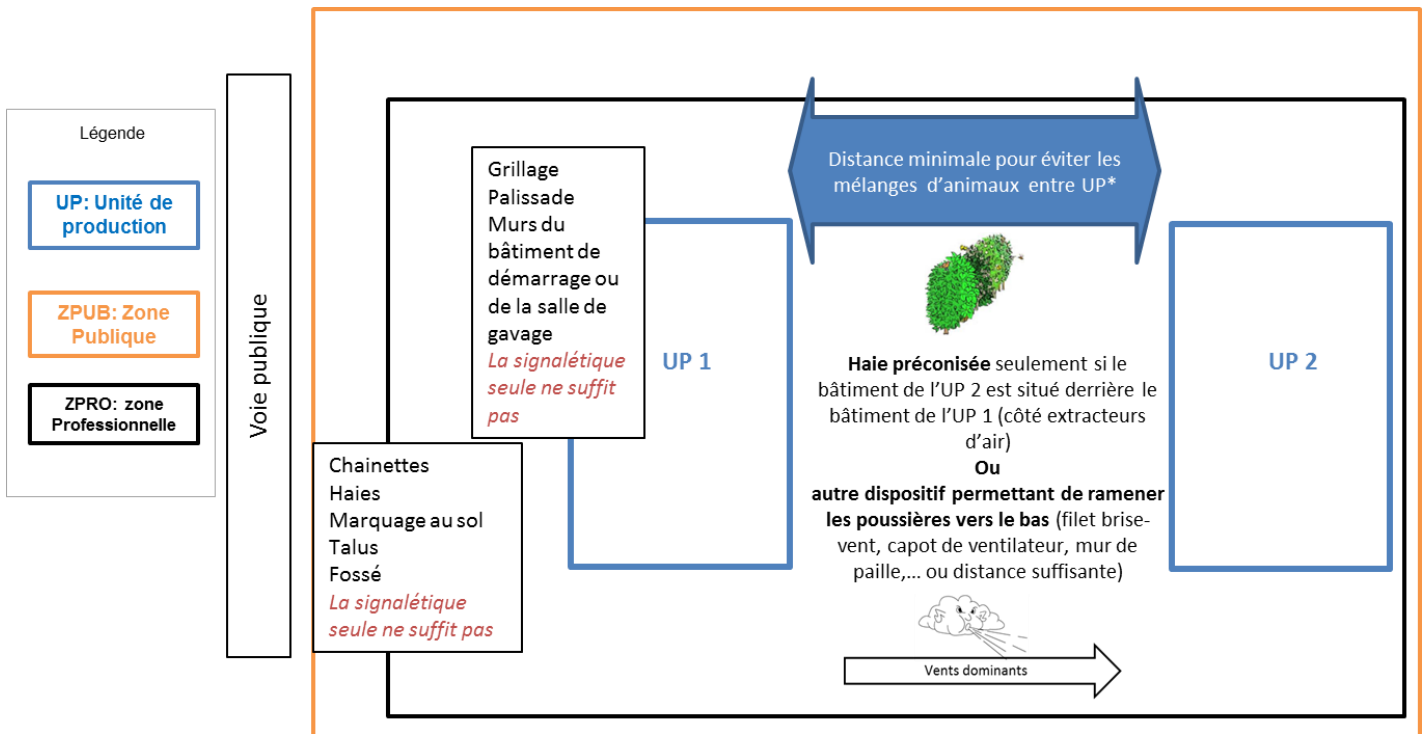 Légende
UP: Unité de
production
ZPUB: Zone
Publique
ZPRO: zone
Professionnelle
Voie publique
Grillage
Palissade
Murs du
bâtiment de
démarrage ou
de la salle de
gavage
La signalétique
seule ne suffit
pas
Chainettes
Haies
Marquage au sol
Talus
Fossé
La signalétique
seule ne suffit pas
UP 1
Distance minimale pour éviter les
mélanges d’animaux entre UP*
Haie préconisée seulement si le
bâtiment de l’UP 2 est situé derrière le
bâtiment de l’UP 1 (côté extracteurs
d’air)
Ou
autre dispositif permettant de ramener
les poussières vers le bas (filet brise-
vent, capot de ventilateur, mur de
paille,... ou distance suffisante)
Vents dominants
UP 2